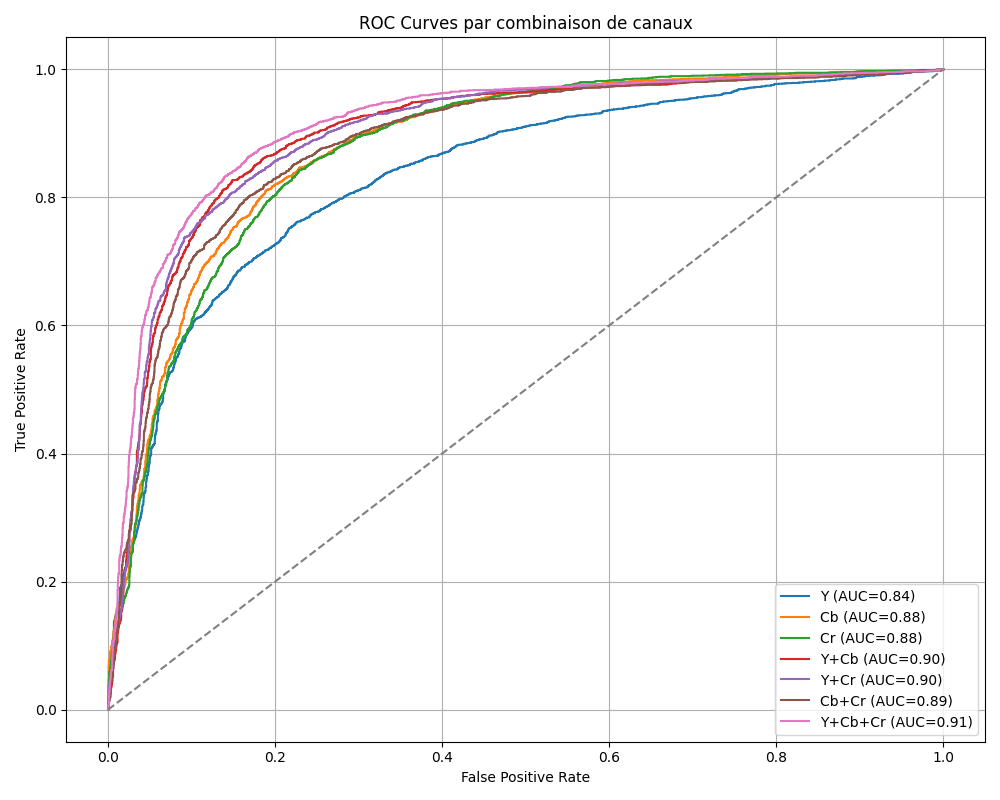 ROC Curves par combinaison de canaux
1.0
0.8
0.6
0.4
0.2
0.0
True Positive Rate
0.0 0.2 0.4 0.6 0.8 1.0
False Positive Rate
Y (AUC=0.84)
Cb (AUC=0.88)
Cr (AUC=0.88)
Y+Cb (AUC=0.90)
Y+Cr (AUC=0.90)
Cb+Cr (AUC=0.89)
Y+Cb+Cr (AUC=0.91)